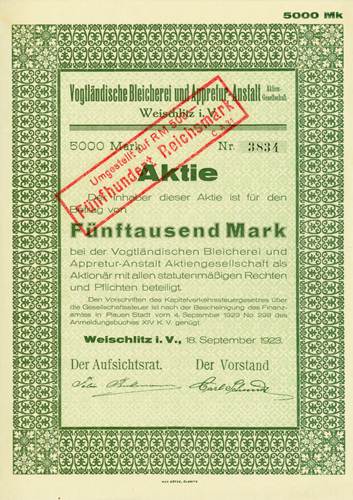 5000 Mk
Vogtländische Bleicherei und Appretur-Anstalt Aktien-Gesellschaft
Weischlitz i. V.
5000 Mark Nr. 3834
Umgestellt auf R.M. 500.-
Fünfhundert Reichsmark
Aktie
Der Inhaber dieser Aktie ist für den
Betrag von
Fünftausend Mark
bei der Vogtländischen Bleicherei und
Appretur-Anstalt Aktiengesellschaft als
Aktionär mit allen statutenmäßigen Rechten
und Pflichten beteiligt.
Den Vorschriften des Kapitalverkehrssteuergesetzes über
die Gesellschaftssteuer ist nach der Bescheinigung des Finanz-
amtes in Plauen Stadt vom 4. September 1923 No 298 des
Anmeldungsbuches XIV K. V. genügt.
Weischlitz i. V., 18. September 1923.
Der Aufsichtsrat. Der Vorstand